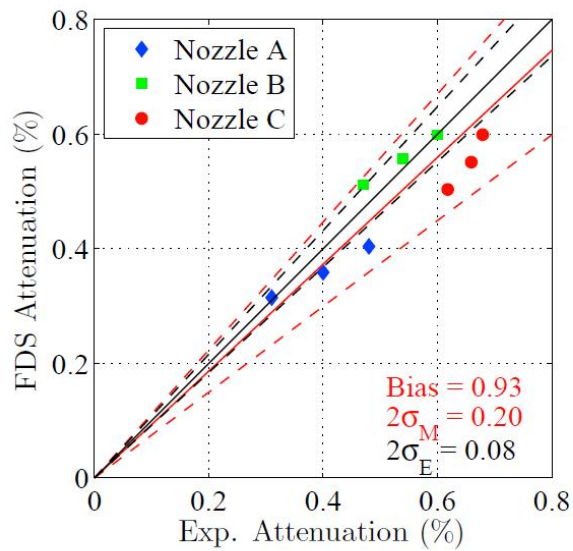 0.8
Nozzle A
Nozzle B
Nozzle C
0.6
0.4
0.2
0
FDS Attenuation (%)
Bias = 0.93
2σM = 0.20
2σE = 0.08
0 0.2 0.4 0.6 0.8
Exp. Attenuation (%)